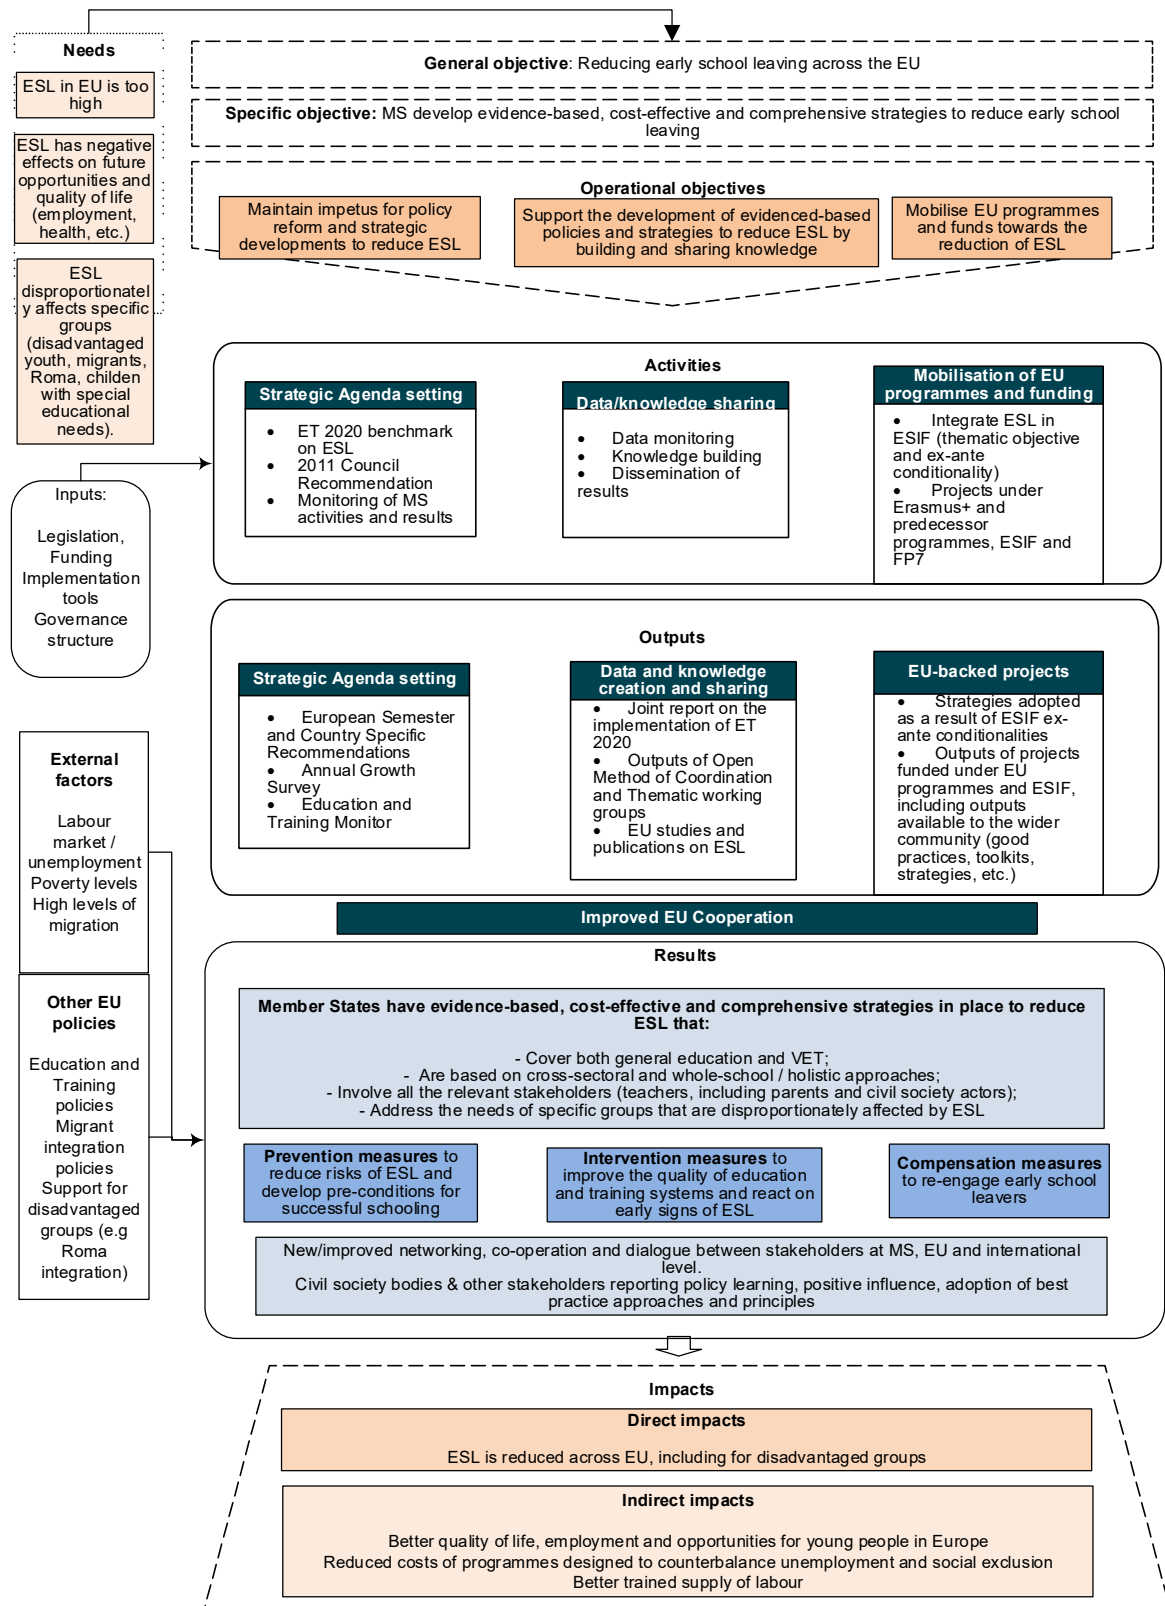 Needs
ESL in EU is too
high
ESL has negative
effects on future
opportunities and
quality of life
(employment,
health, etc.)
ESL
disproportionatel
y affects specific
groups
(disadvantaged
youth, migrants,
Roma, childen
with special
educational
needs).
General objective: Reducing early school leaving across the EU
Specific objective: MS develop evidence-based, cost-effective and comprehensive strategies to reduce early school
leaving
Operational objectives
Maintain impetus for policy
reform and strategic
developments to reduce ESL
Support the development of evidenced-based
policies and strategies to reduce ESL by
building and sharing knowledge
Mobilise EU programmes
and funds towards the
reduction of ESL
Inputs:
Legislation,
Funding
Implementation
tools
Governance
structure
Activities
Strategic Agenda setting
• ET 2020 benchmark
on ESL
• 2011 Council
Recommendation
• Monitoring of MS
activities and results
Data/knowledge sharing
• Data monitoring
• Knowledge building
• Dissemination of
results
Mobilisation of EU
programmes and funding
• Integrate ESL in
ESIF (thematic objective
and ex-ante
conditionality)
• Projects under
Erasmus+ and
predecessor
programmes, ESIF and
FP7
Outputs
Strategic Agenda setting
• European Semester
and Country Specific
Recommendations
• Annual Growth
Survey
• Education and
Training Monitor
Data and knowledge
creation and sharing
• Joint report on the
implementation of ET
2020
• Outputs of Open
Method of Coordination
and Thematic working
groups
• EU studies and
publications on ESL
EU-backed projects
• Strategies adopted
as a result of ESIF ex-
ante conditionalities
• Outputs of projects
funded under EU
programmes and ESIF,
including outputs
available to the wider
community (good
practices, toolkits,
strategies, etc.)
External
factors
Labour
market /
unemployment
Poverty levels
High levels of
migration
Other EU
policies
Education and
Training
policies
Migrant
integration
policies
Support for
disadvantaged
groups (e.g
Roma
integration)
Improved EU Cooperation
Results
Member States have evidence-based, cost-effective and comprehensive strategies in place to reduce
ESL that:
- Cover both general education and VET;
- Are based on cross-sectoral and whole-school / holistic approaches;
- Involve all the relevant stakeholders (teachers, including parents and civil society actors);
- Address the needs of specific groups that are disproportionately affected by ESL
Prevention measures to
reduce risks of ESL and
develop pre-conditions for
successful schooling
Intervention measures to
improve the quality of education
and training systems and react on
early signs of ESL
Compensation measures
to re-engage early school
leavers
New/improved networking, co-operation and dialogue between stakeholders at MS, EU and international
level.
Civil society bodies & other stakeholders reporting policy learning, positive influence, adoption of best
practice approaches and principles
Impacts
Direct impacts
ESL is reduced across EU, including for disadvantaged groups
Indirect impacts
Better quality of life, employment and opportunities for young people in Europe
Reduced costs of programmes designed to counterbalance unemployment and social exclusion
Better trained supply of labour